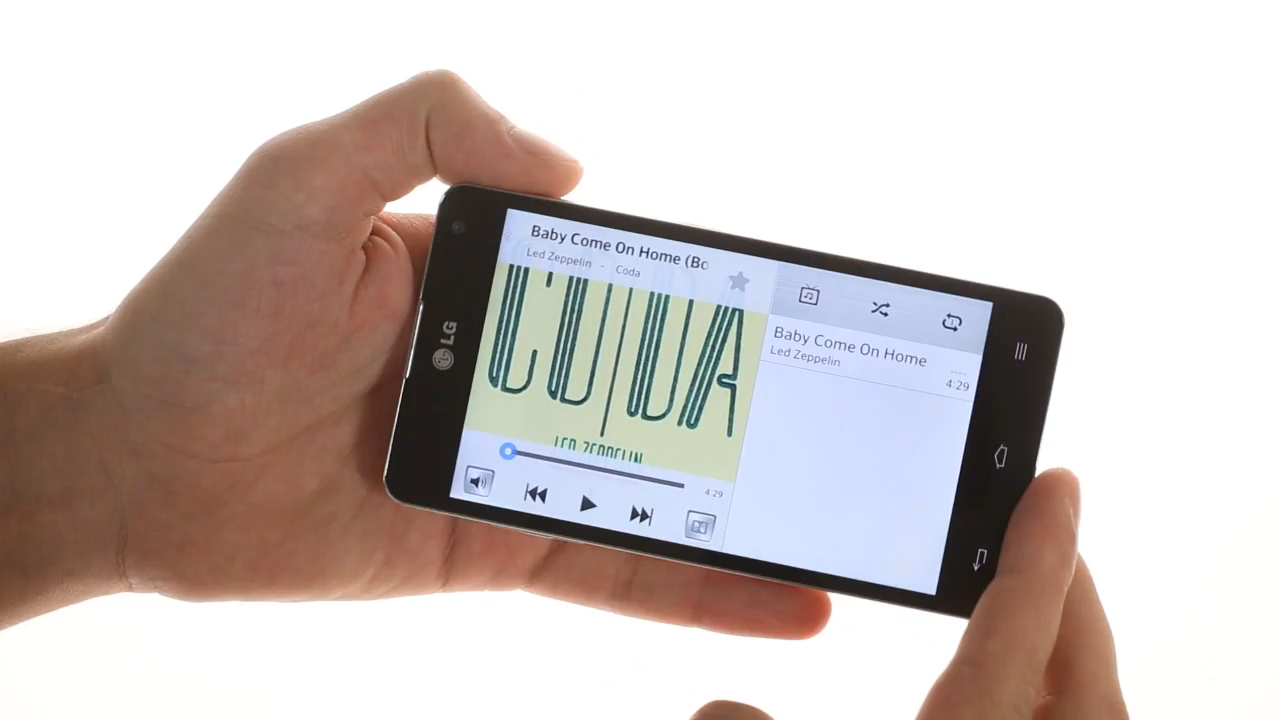 Baby Come On Home (Bo
Led Zeppelin - Coda
CODA
LED ZEPPELIN
4:29
Baby Come On Home
Led Zeppelin
4:29
LG